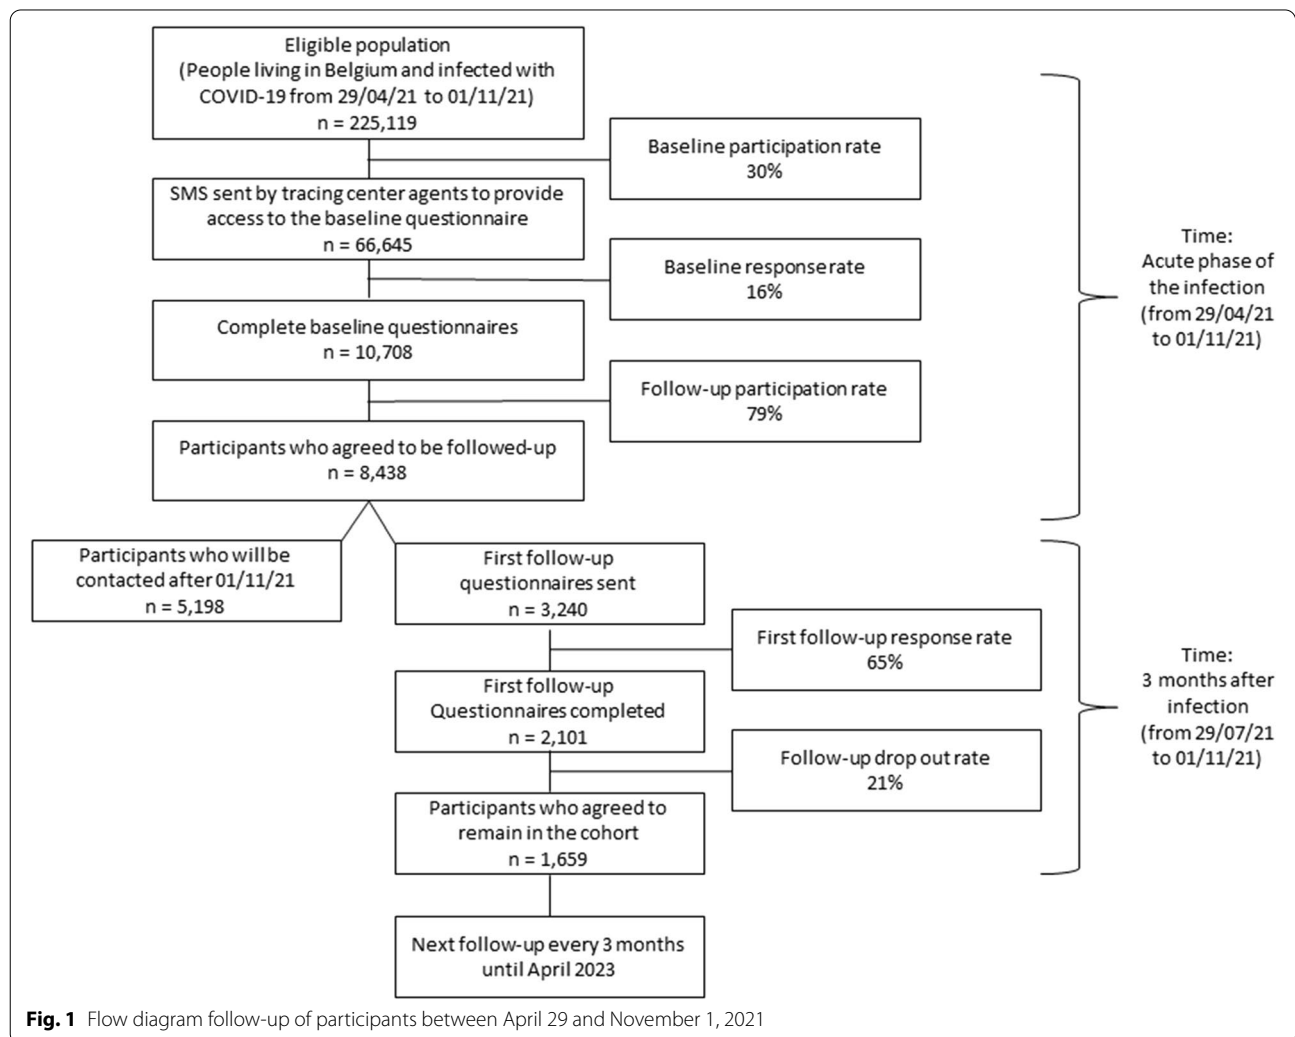 Eligible population
(People living in Belgium and infected with
COVID-19 from 29/04/21 to 01/11/21)
n = 225,119
Baseline participation rate
30%
SMS sent by tracing center agents to provide
access to the baseline questionnaire
n = 66,645
Baseline response rate
16%
Complete baseline questionnaires
n = 10,708
Follow-up participation rate
79%
Participants who agreed to be followed-up
n = 8,438
Time:
Acute phase of
the infection
(from 29/04/21
to 01/11/21)
Participants who will be
contacted after 01/11/21
n = 5,198
First follow-up
questionnaires sent
n = 3,240
First follow-up response rate
65%
First follow-up
Questionnaires completed
n = 2,101
Follow-up drop out rate
21%
Participants who agreed to
remain in the cohort
n = 1,659
Time:
3 months after
infection
(from 29/07/21
to 01/11/21)
Next follow-up every 3 months
until April 2023
Fig. 1 Flow diagram follow-up of participants between April 29 and November 1, 2021